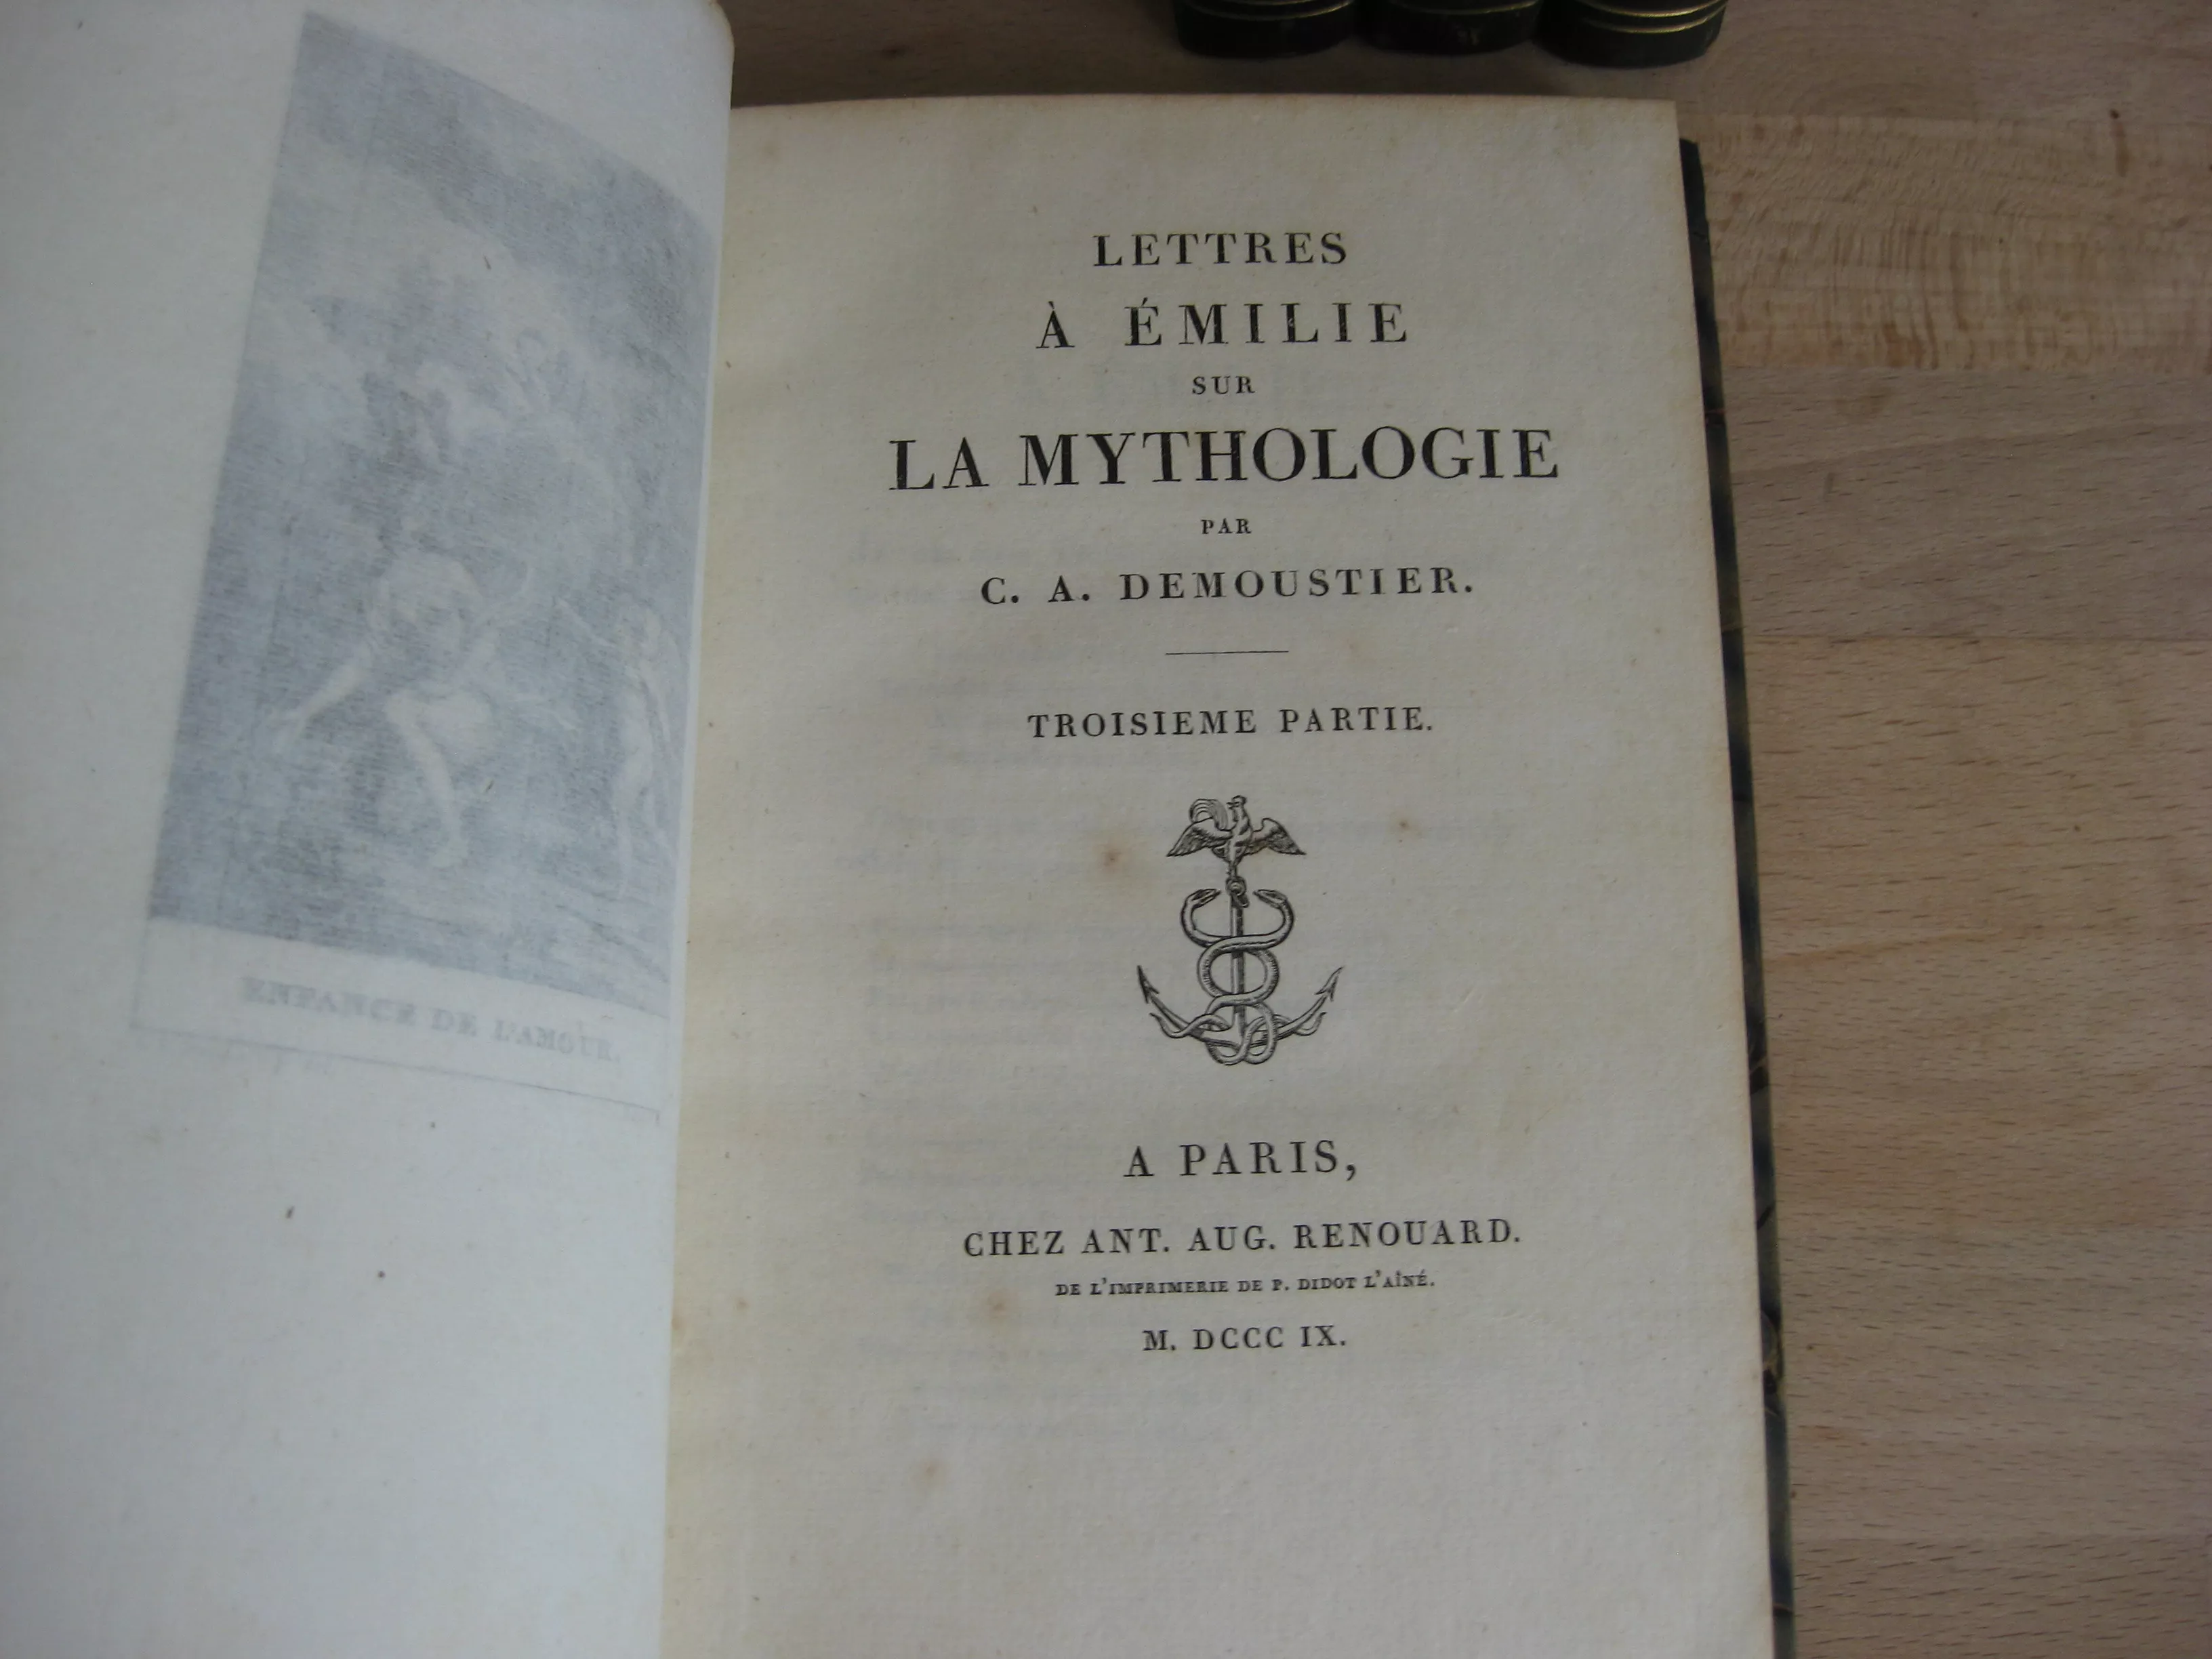 ENFANCE DE L'AMOUR.
LETTRES
À ÉMILIE
SUR
LA MYTHOLOGIE
PAR
C. A. DEMOUSTIER.
TROISIEME PARTIE.
A PARIS,
CHEZ ANT. AUG. RENOUARD.
DE L'IMPRIMERIE DE P. DIDOT L'AÎNÉ.
M. DCCC IX.